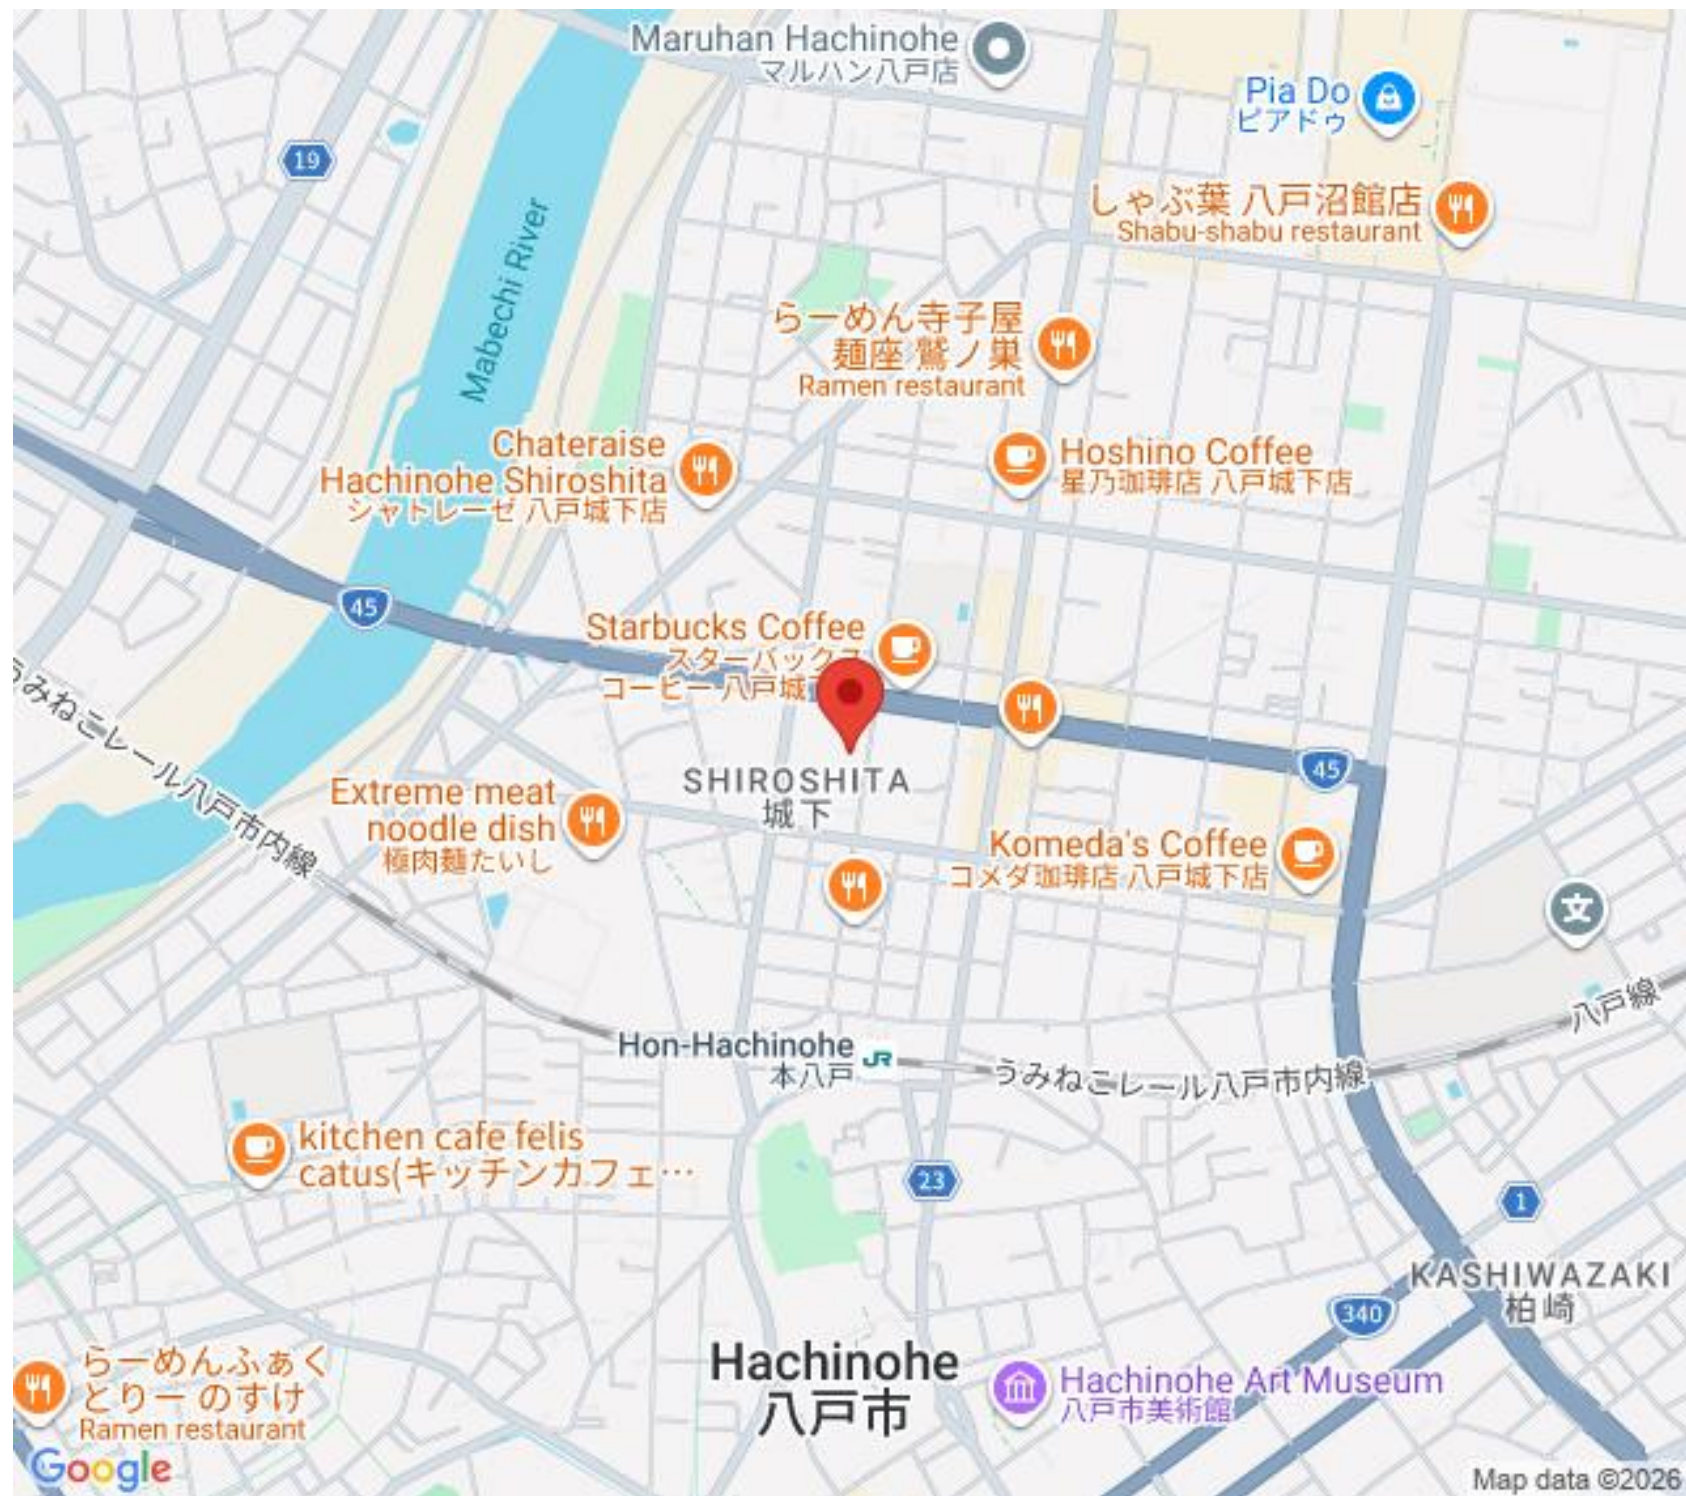 Maruhan Hachinohe
マルハン八戸店
Pia Do
ピアドゥ
19
しゃぶ葉 八戸沼館店
Shabu-shabu restaurant
Mabechi River
らーめん寺子屋
麺座 鷲ノ巣
Ramen restaurant
Chateraise
Hachinohe Shiroshita
シャトレーゼ 八戸城下店
Hoshino Coffee
星乃珈琲店 八戸城下店
45
Starbucks Coffee
スターバックス
コーヒー 八戸城
うみねこレール八戸市内線
SHIROSHITA
城下
45
Extreme meat
noodle dish
極肉麺たいし
Komeda's Coffee
コメダ珈琲店 八戸城下店
文
八戸線
Hon-Hachinohe
本八戸
JR
うみねこレール八戸市内線
kitchen cafe felis
catus(キッチンカフェ…
23
1
KASHIWAZAKI
柏崎
340
らーめんふぁく
とりー のすけ
Ramen restaurant
Hachinohe
八戸市
Hachinohe Art Museum
八戸市美術館
Google
Map data ©2026